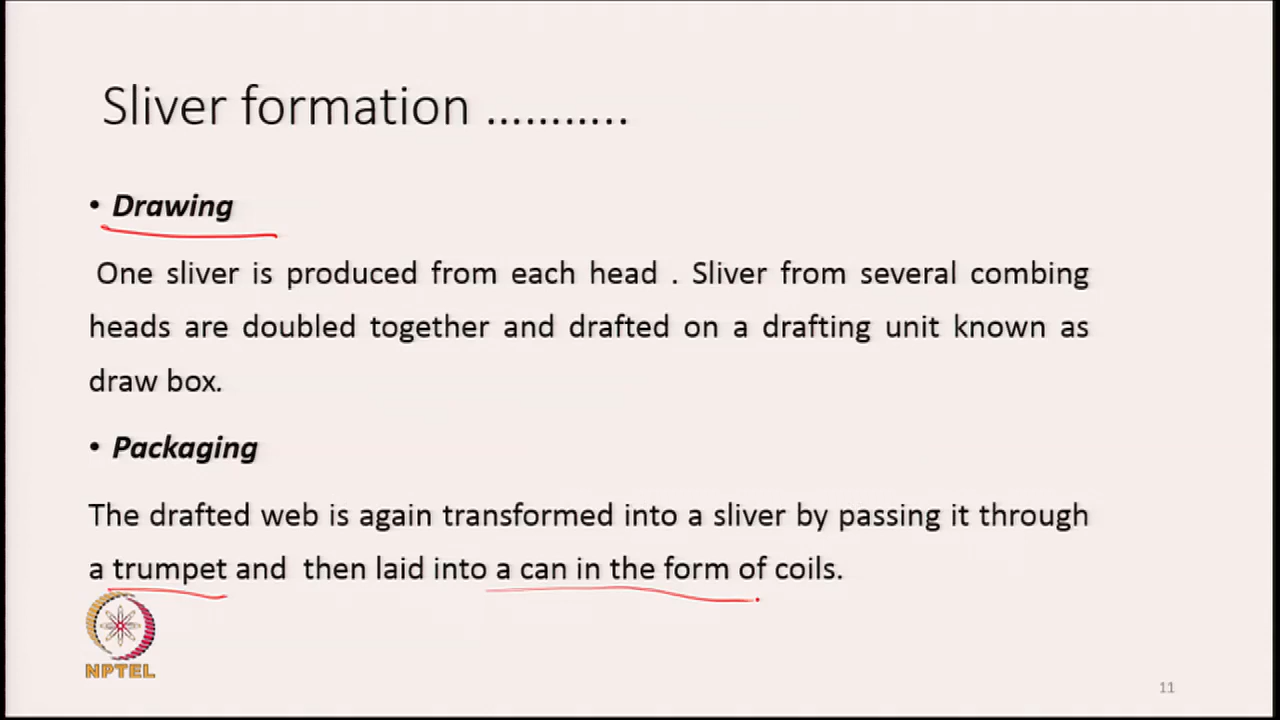 Sliver formation ...........
• Drawing
One sliver is produced from each head . Sliver from several combing
heads are doubled together and drafted on a drafting unit known as
draw box.
• Packaging
The drafted web is again transformed into a sliver by passing it through
a trumpet and then laid into a can in the form of coils.
NPTEL
11